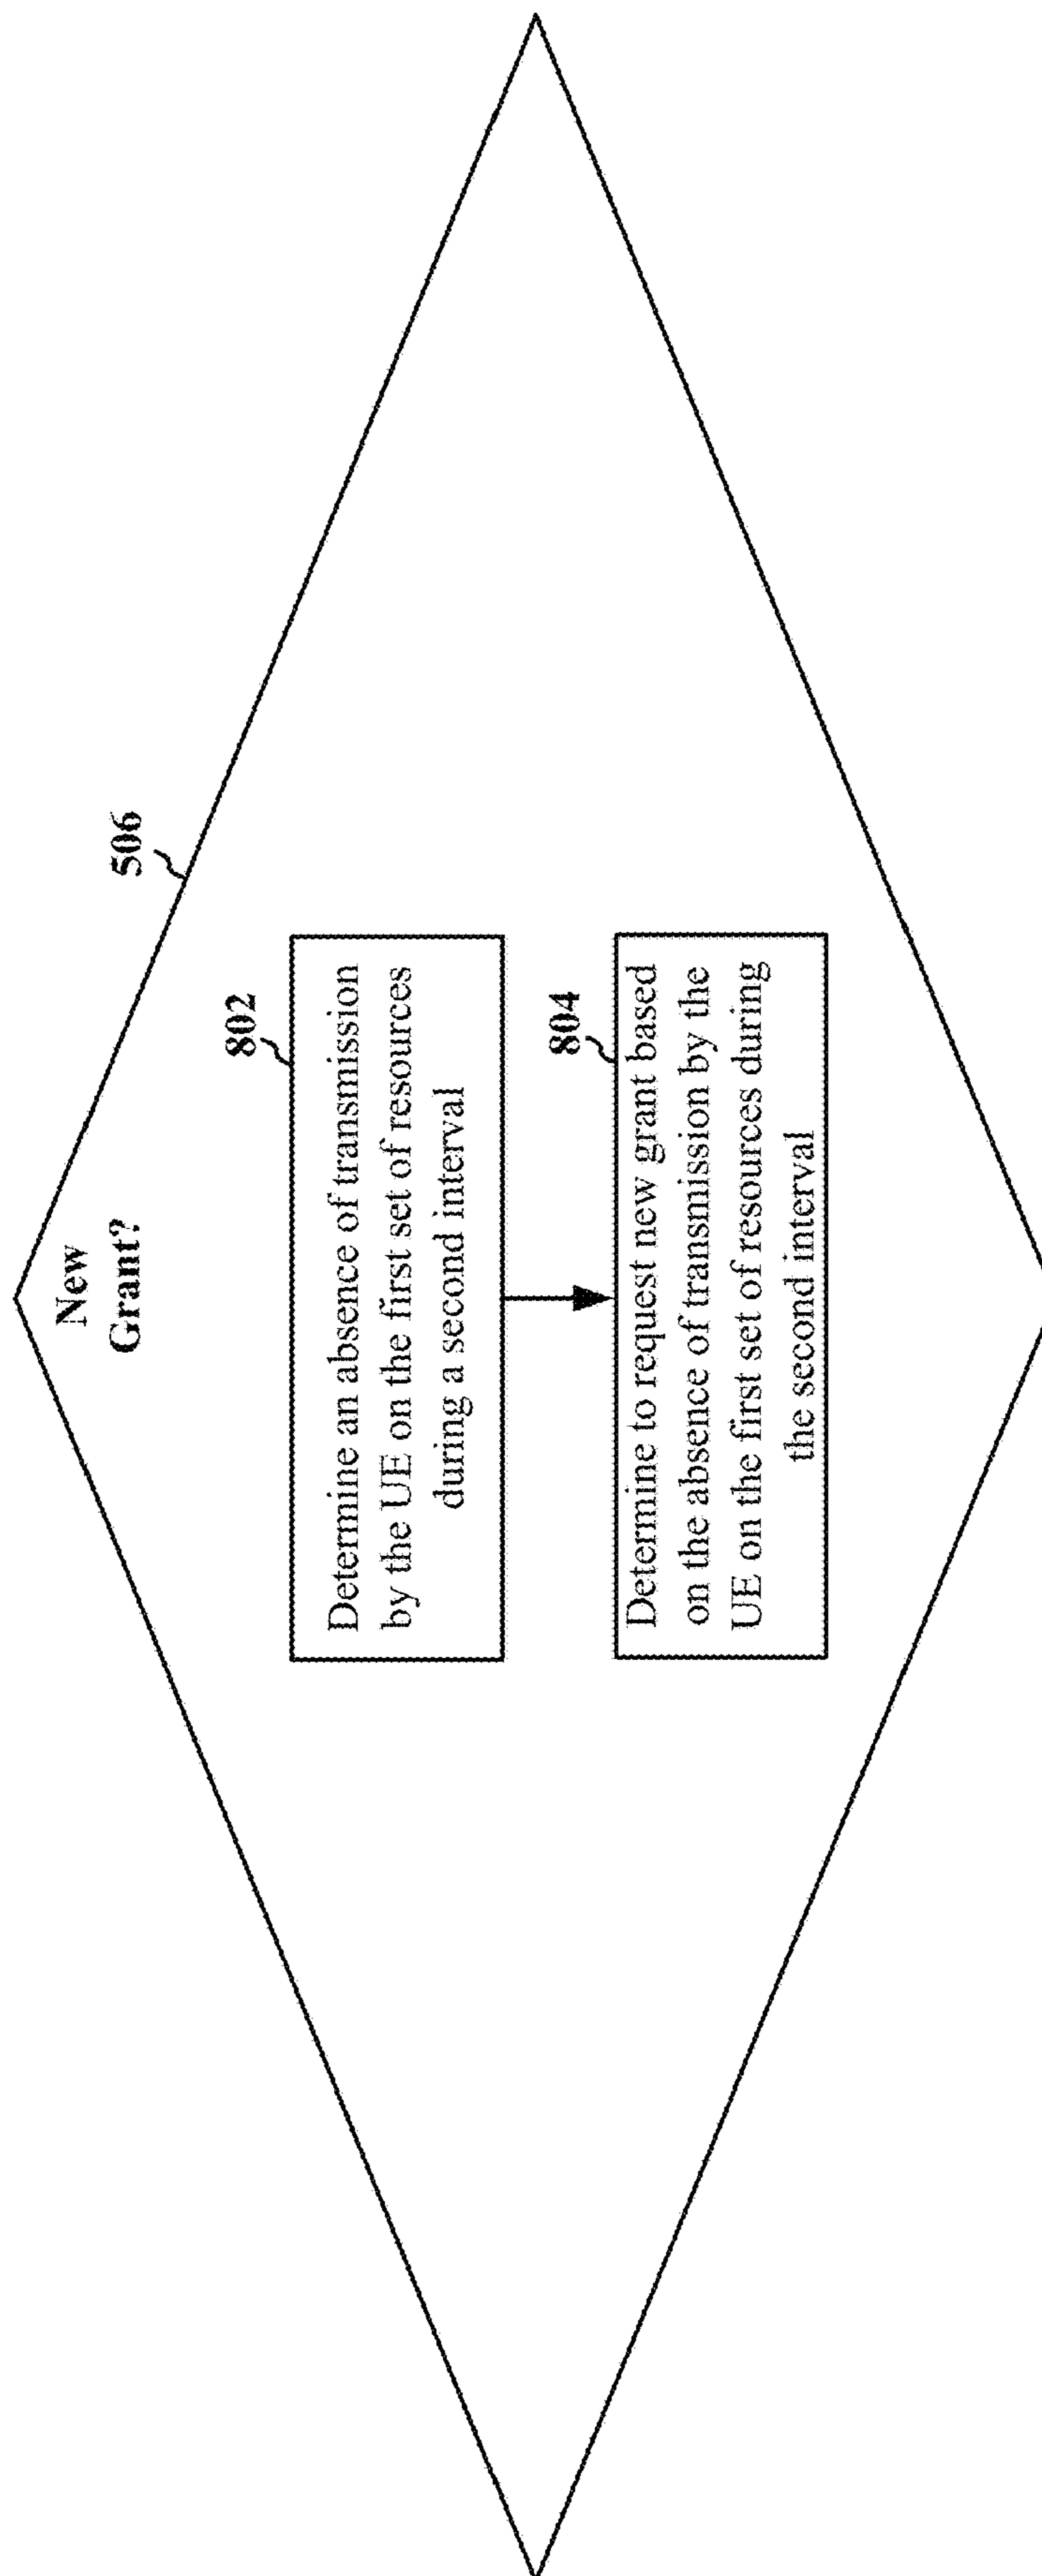 New
Grant?
506
802
Determine an absence of transmission
by the UE on the first set of resources
during a second interval
804
Determine to request new grant based
on the absence of transmission by the
UE on the first set of resources during
the second interval